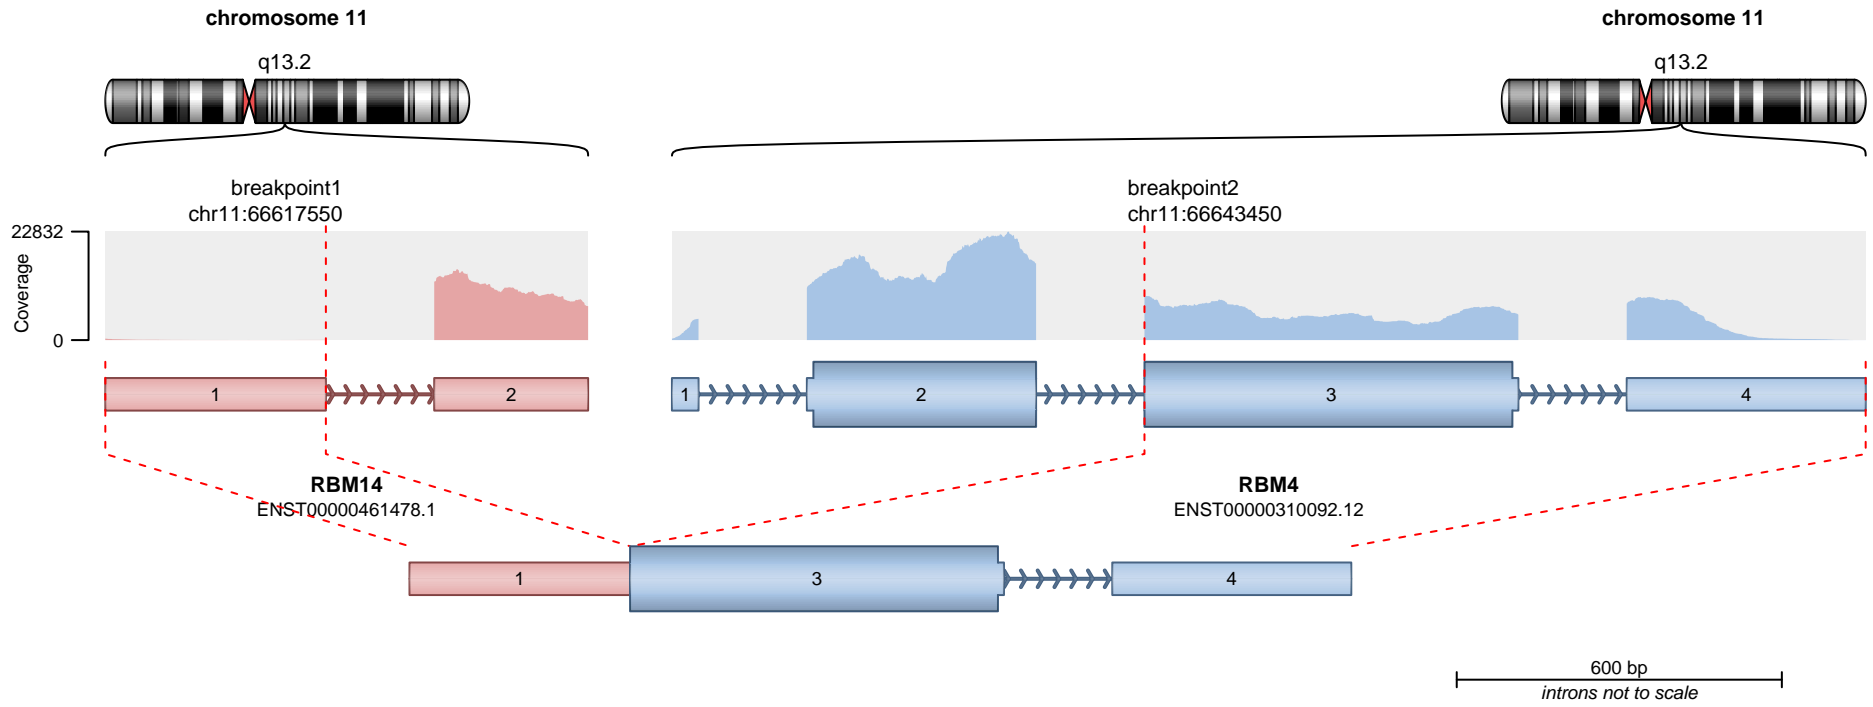 chromosome 11
chromosome 11
q13.2
q13.2
breakpoint1
chr11:66617550
breakpoint2
chr11:66643450
22832
0
Coverage
1
2
1
2
3
4
RBM14
ENST00000461478.1
RBM4
ENST00000310092.12
1
3
4
600 bp
introns not to scale